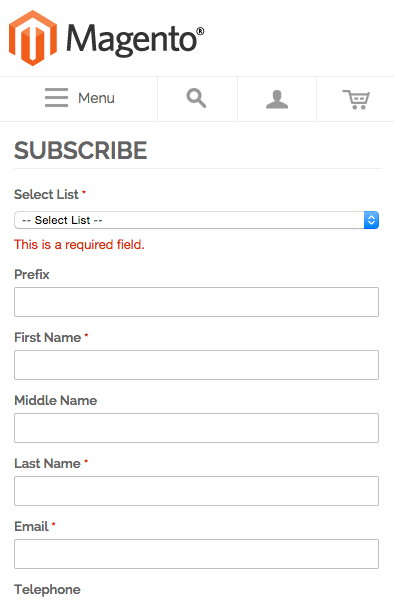 Magento®
Menu
SUBSCRIBE
Select List *
-- Select List --
This is a required field.
Prefix
First Name *
Middle Name
Last Name *
Email *
Telephone